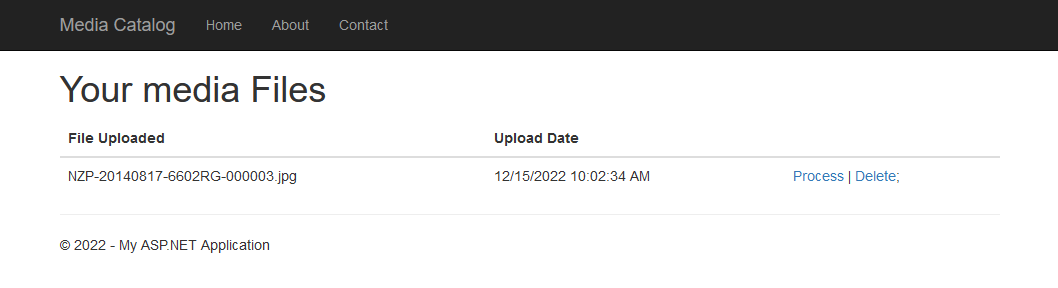 Media Catalog Home About Contact
Your media Files
File Uploaded Upload Date
NZP-20140817-6602RG-000003.jpg 12/15/2022 10:02:34 AM Process | Delete;
© 2022 - My ASP.NET Application